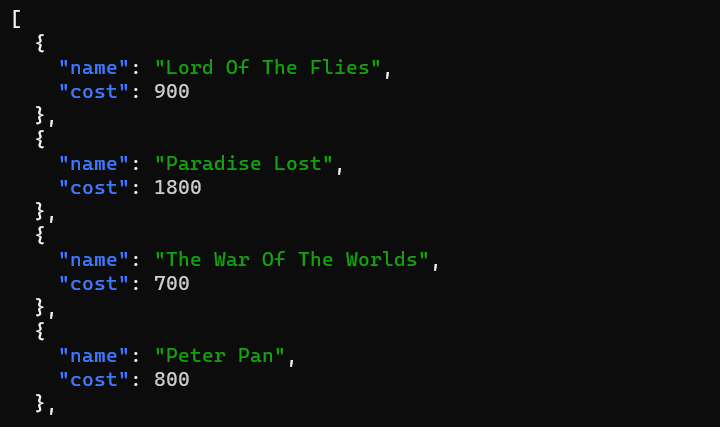 [
  {
    "name": "Lord Of The Flies",
    "cost": 900
  },
  {
    "name": "Paradise Lost",
    "cost": 1800
  },
  {
    "name": "The War Of The Worlds",
    "cost": 700
  },
  {
    "name": "Peter Pan",
    "cost": 800
  },